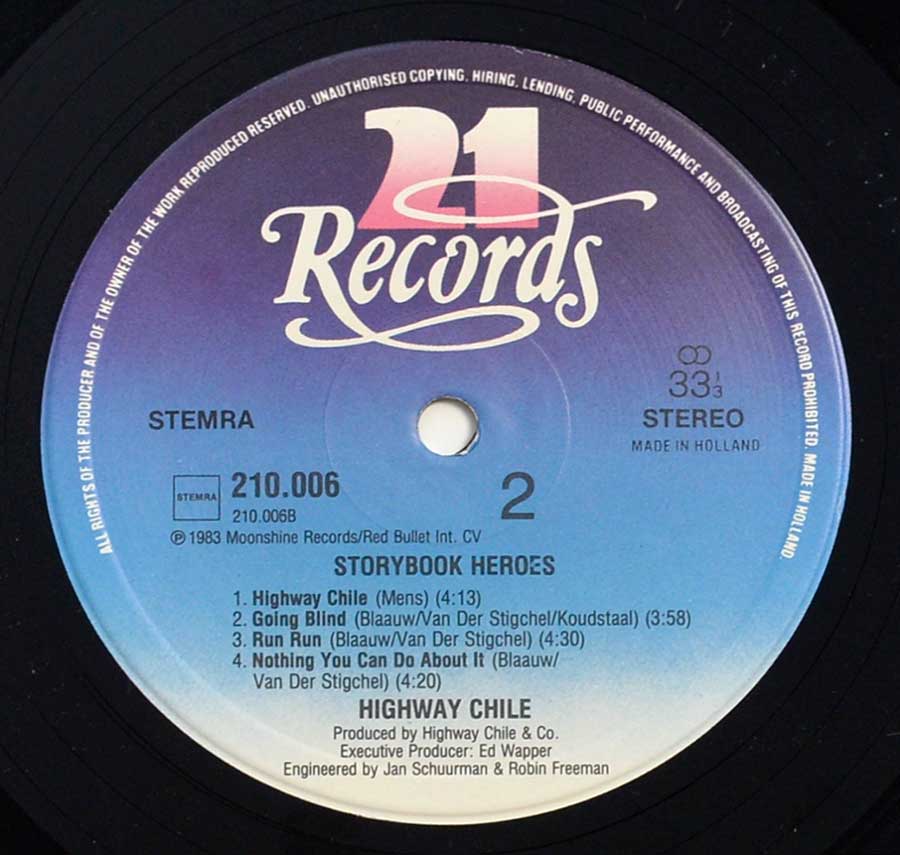 ALL RIGHTS OF THE PRODUCER AND OF THE OWNER OF THE WORK REPRODUCED RESERVED. UNAUTHORISED COPYING, HIRING, LENDING, PUBLIC PERFORMANCE AND BROADCASTING OF THIS RECORD PROHIBITED. MADE IN HOLLAND.
21
Records
33 1/3
STEMRA
STEREO
MADE IN HOLLAND
STEMRA
210.006
2
210.006B
℗ 1983 Moonshine Records/Red Bullet Int. CV
STORYBOOK HEROES
1. Highway Chile (Mens) (4:13)
2. Going Blind (Blaauw/Van Der Stigchel/Koudstaal) (3:58)
3. Run Run (Blaauw/Van Der Stigchel) (4:30)
4. Nothing You Can Do About It (Blaauw/
Van Der Stigchel) (4:20)
HIGHWAY CHILE
Produced by Highway Chile & Co.
Executive Producer: Ed Wapper
Engineered by Jan Schuurman & Robin Freeman